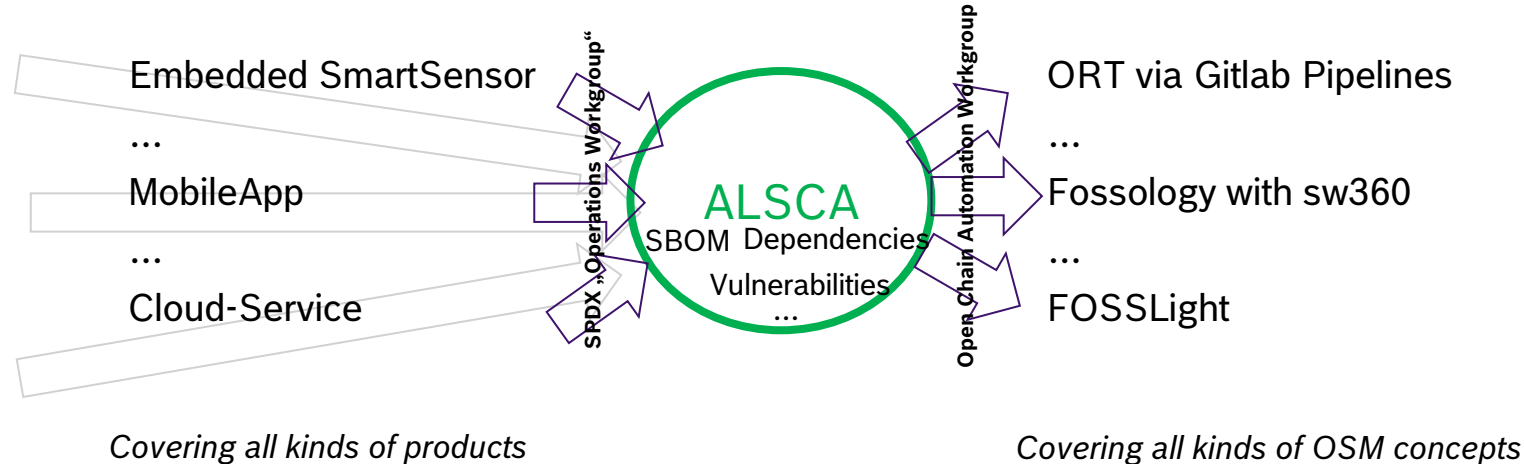 Embedded SmartSensor
...
MobileApp
...
Cloud-Service
Covering all kinds of products
SPDX „Operations Workgroup“
ALSCA
SBOM Dependencies
Vulnerabilities
...
Open Chain Automation Workgroup
ORT via Gitlab Pipelines
...
Fossology with sw360
...
FOSSLight
Covering all kinds of OSM concepts